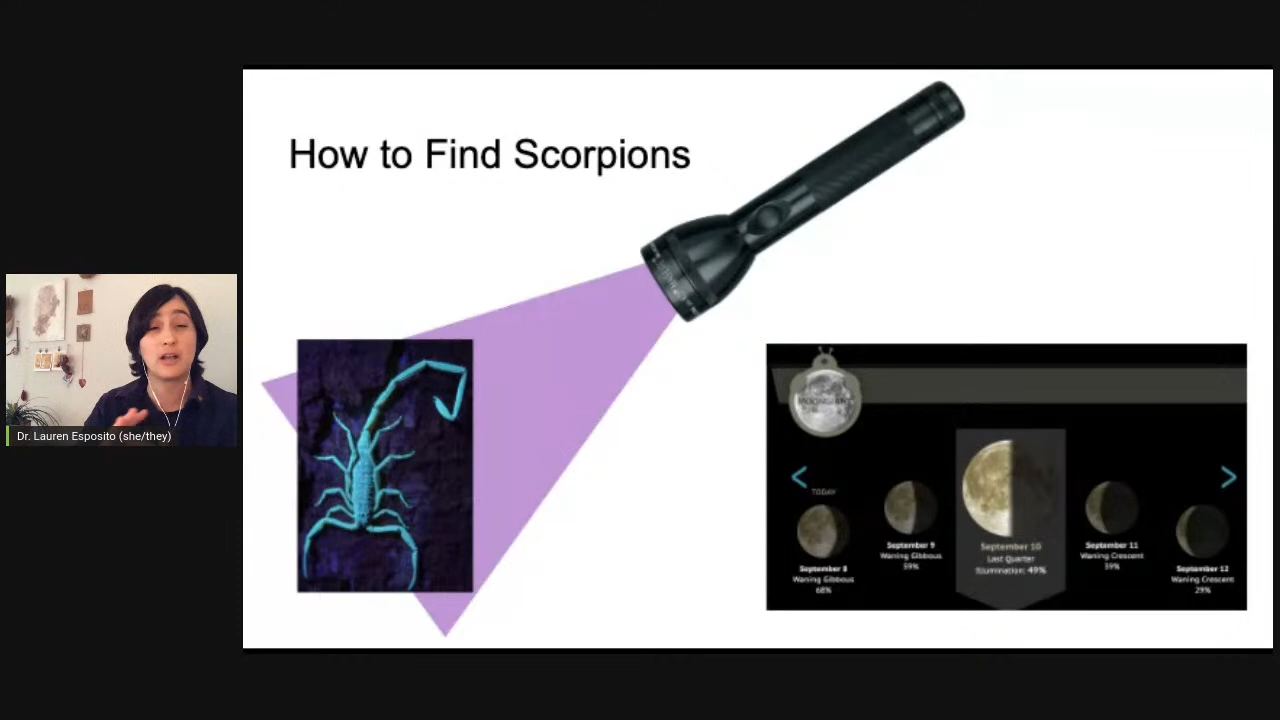 How to Find Scorpions
Dr. Lauren Esposito (she/they)
TODAY
September 8
Waning Gibbous
68%
September 9
Waning Gibbous
59%
September 10
Last Quarter
Illumination: 49%
September 11
Waning Crescent
39%
September 12
Waning Crescent
29%